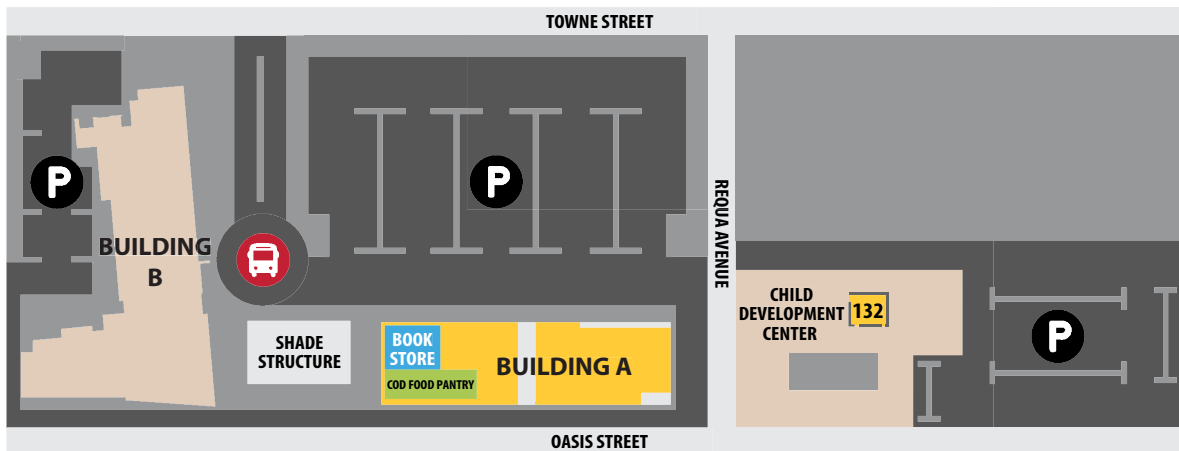 TOWNE STREET
P
P
REQUA AVENUE
BUILDING
B
CHILD
DEVELOPMENT
CENTER
132
P
SHADE
STRUCTURE
BOOK
STORE
COD FOOD PANTRY
BUILDING A
OASIS STREET